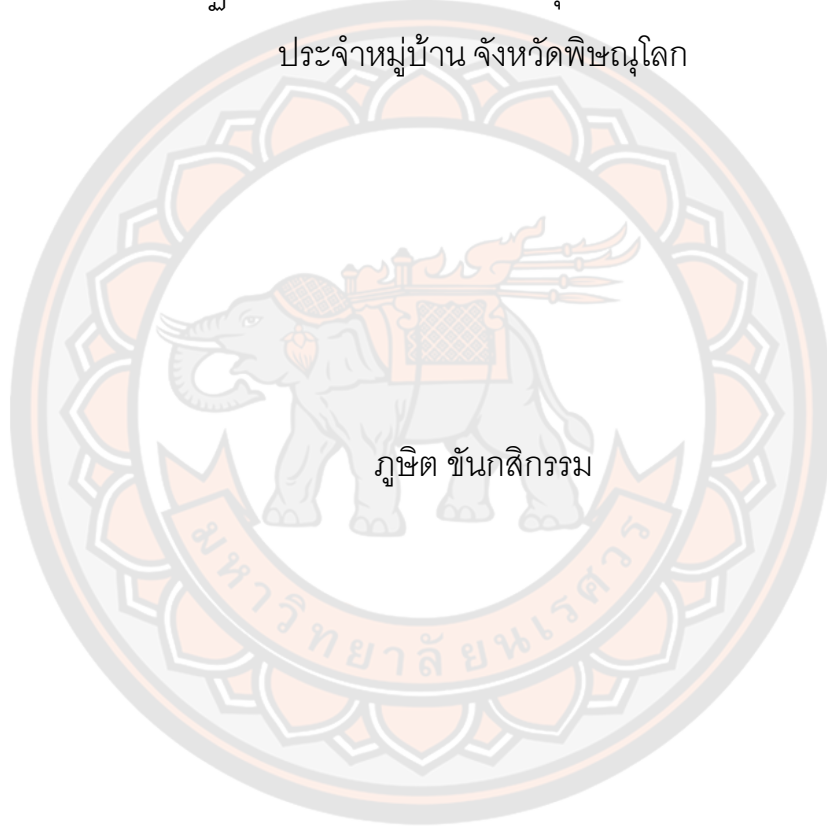 ประจำหมู่บ้าน จังหวัดพิษณุโลก
ภูษิต ขันกสิกรรม
มหาวิทยาลัยนเรศวร